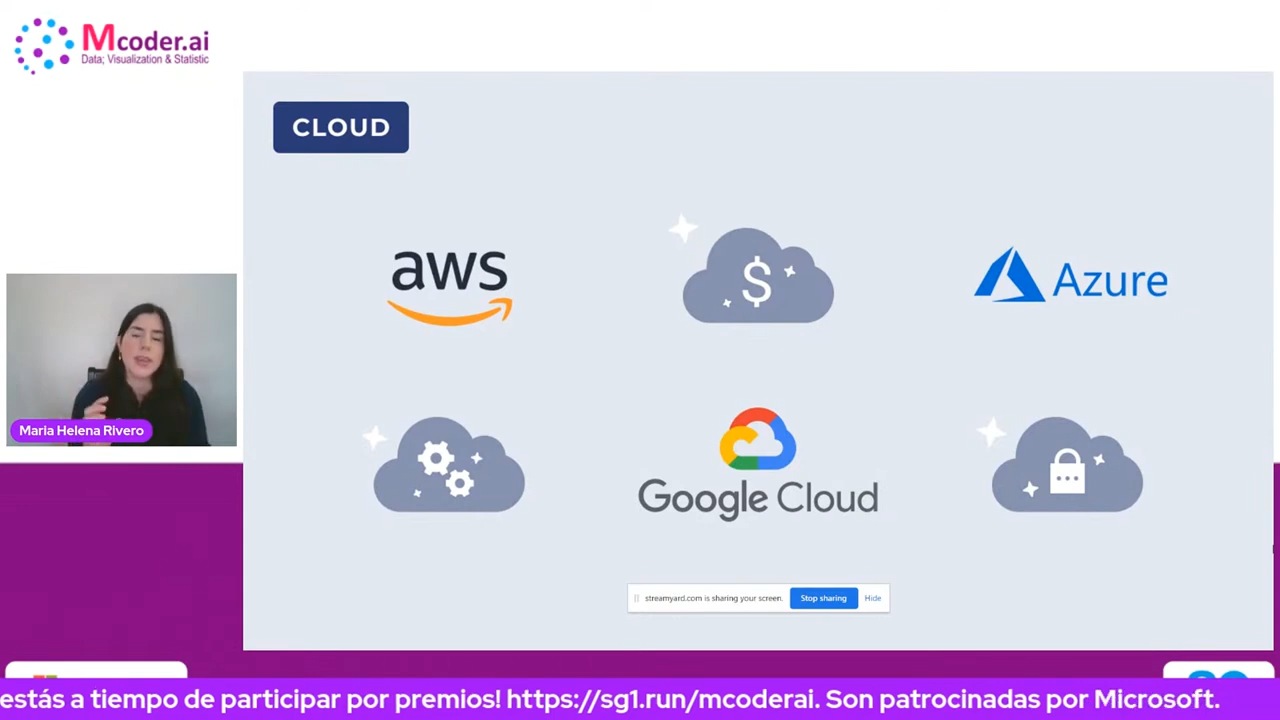 Mcoder.ai
Data; Visualization & Statistic
CLOUD
aws
$
Azure
Maria Helena Rivero
Google Cloud
streamyard.com is sharing your screen.
Stop sharing
Hide
estás a tiempo de participar por premios! https://sg1.run/mcoderai. Son patrocinadas por Microsoft.